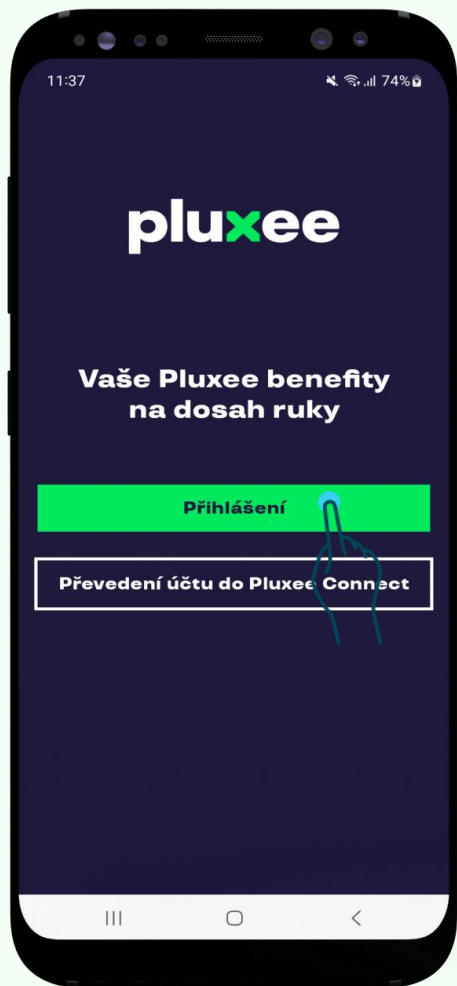 11:37
74%
pluxee
Vaše Pluxee benefity
na dosah ruky
Přihlášení
Převedení účtu do Pluxee Connect